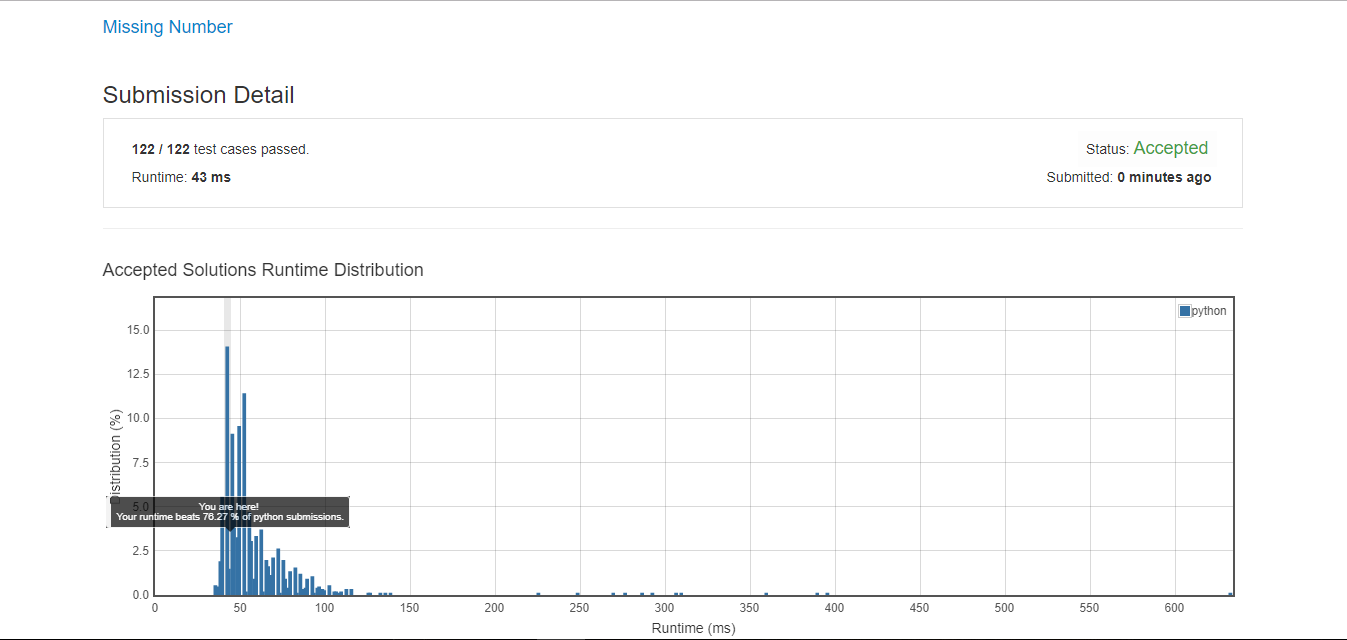 Missing Number
Submission Detail
122 / 122 test cases passed.
Status: Accepted
Runtime: 43 ms
Submitted: 0 minutes ago
Accepted Solutions Runtime Distribution
python
15.0
12.5
10.0
7.5
5.0
2.5
0.0
Distribution (%)
You are here!
Your runtime beats 76.27 % of python submissions.
0 50 100 150 200 250 300 350 400 450 500 550 600
Runtime (ms)